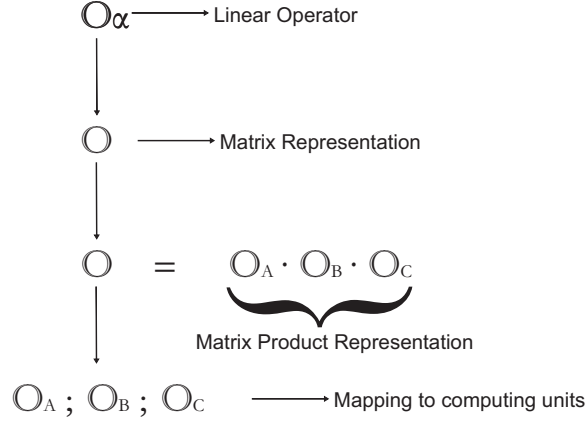 𝕆α Linear Operator
𝕆 Matrix Representation
𝕆 = 𝕆A · 𝕆B · 𝕆C
Matrix Product Representation
𝕆A ; 𝕆B ; 𝕆C Mapping to computing units